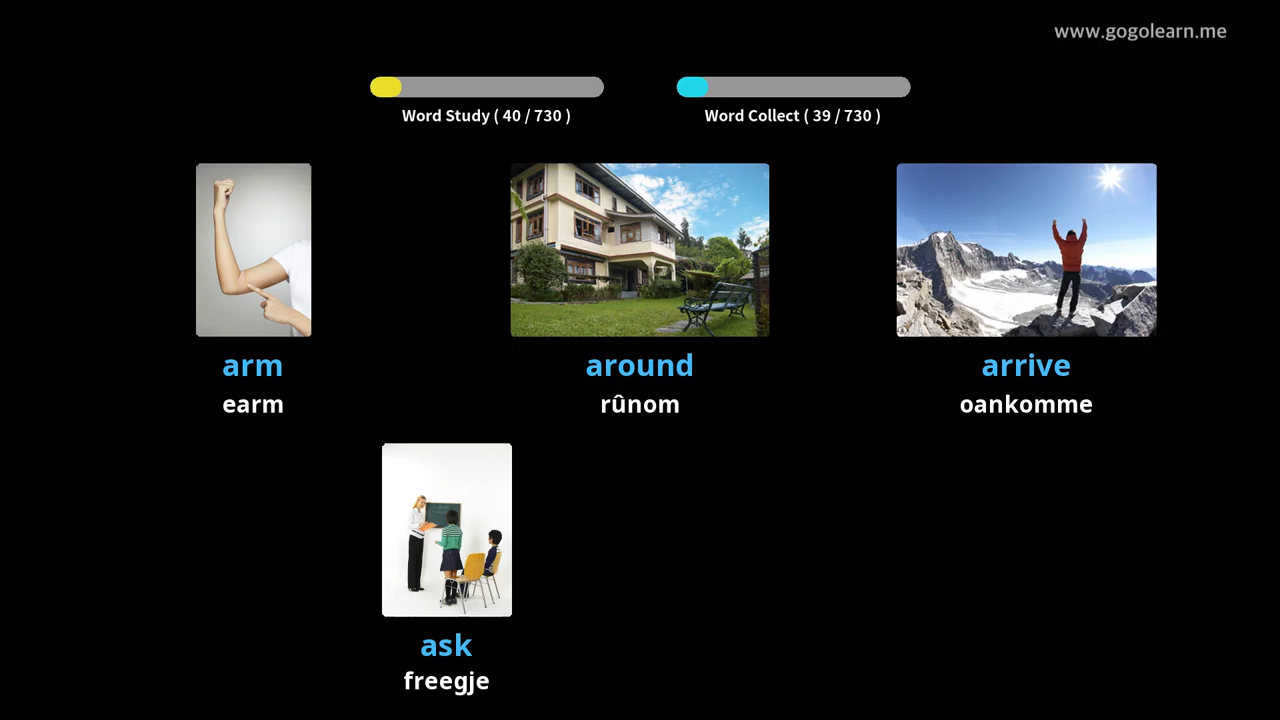 www.gogolearn.me
Word Study ( 40 / 730 )
Word Collect ( 39 / 730 )
arm
earm
around
rûnom
arrive
oankomme
ask
freegje